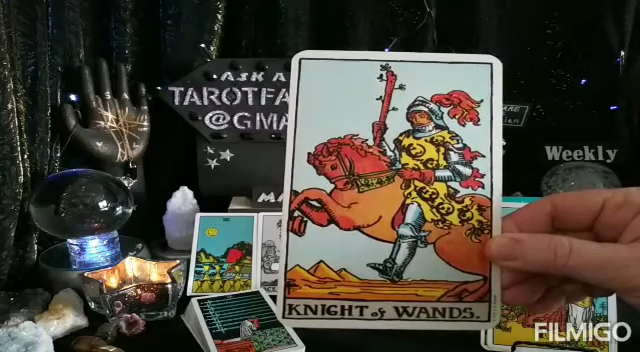 ASK A
TAROTFA
@GMA
Weekly
KNIGHT of WANDS.
FILMIGO